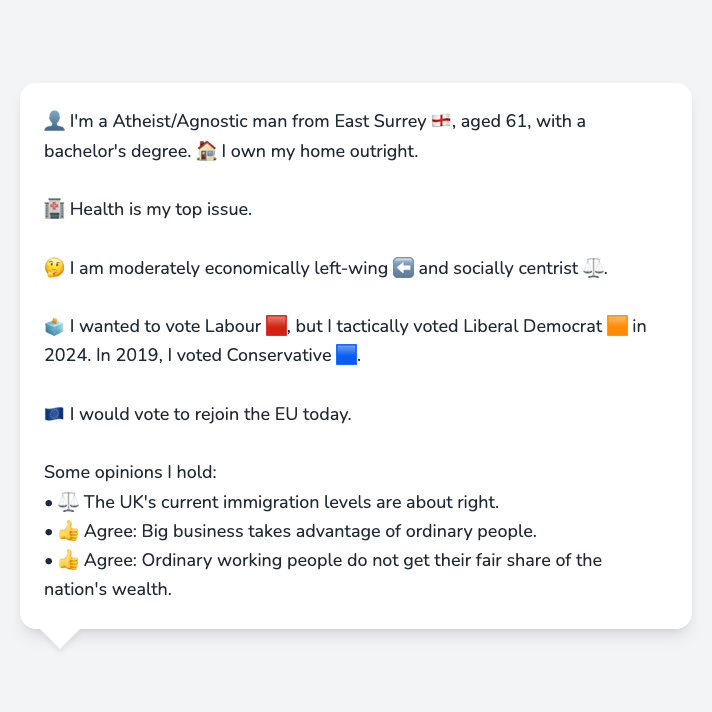 👤 I'm a Atheist/Agnostic man from East Surrey 🏴󠁧󠁢󠁥󠁮󠁧󠁿, aged 61, with a
bachelor's degree. 🏠 I own my home outright.
🏥 Health is my top issue.
🤔 I am moderately economically left-wing ⬅️ and socially centrist ⚖️.
🗳️ I wanted to vote Labour 🟥, but I tactically voted Liberal Democrat 🟧 in
2024. In 2019, I voted Conservative 🟦.
🇪🇺 I would vote to rejoin the EU today.
Some opinions I hold:
• ⚖️ The UK's current immigration levels are about right.
• 👍 Agree: Big business takes advantage of ordinary people.
• 👍 Agree: Ordinary working people do not get their fair share of the
nation's wealth.